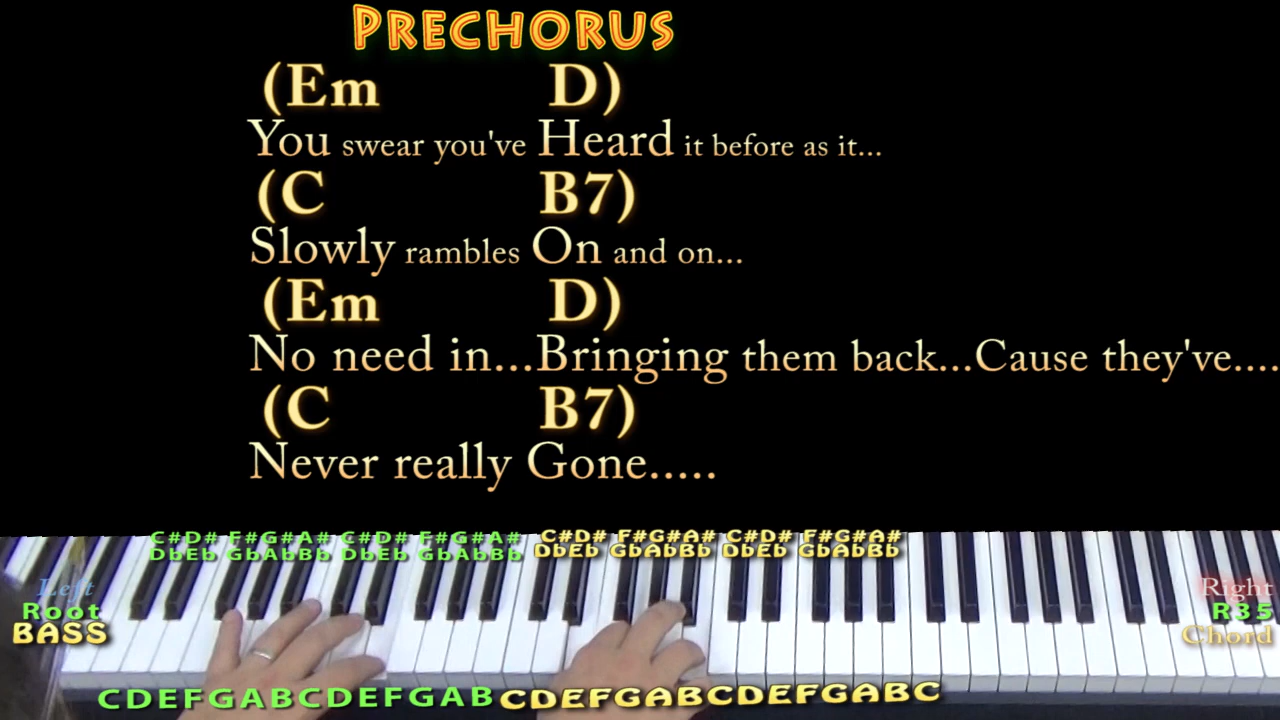 PRECHORUS
(Em D)
You swear you've Heard it before as it...
(C B7)
Slowly rambles On and on...
(Em D)
No need in...Bringing them back...Cause they've....
(C B7)
Never really Gone.....
C#D# F#G#A# C#D# F#G#A# C#D# F#G#A# C#D# F#G#A#
DbEb GbAbBb DbEb GbAbBb DbEb GbAbBb DbEb GbAbBb
Left Right
Root R35
BASS Chord
CDEFGABCDEFGAB CDEFGABCDEFGABC